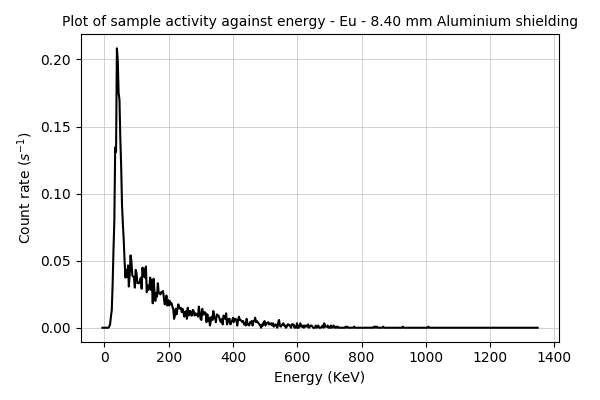 Plot of sample activity against energy - Eu - 8.40 mm Aluminium shielding
Count rate (s⁻¹)
0.20
0.15
0.10
0.05
0.00
0 200 400 600 800 1000 1200 1400
Energy (KeV)